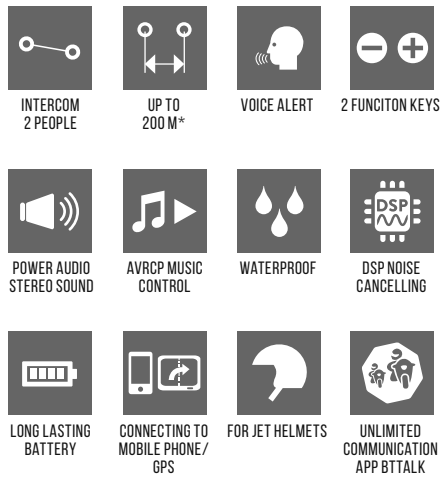 INTERCOM
2 PEOPLE
UP TO
200 M*
VOICE ALERT
2 FUNCITON KEYS
POWER AUDIO
STEREO SOUND
AVRCP MUSIC
CONTROL
WATERPROOF
DSP
DSP NOISE
CANCELLING
LONG LASTING
BATTERY
CONNECTING TO
MOBILE PHONE/
GPS
FOR JET HELMETS
UNLIMITED
COMMUNICATION
APP BTTALK